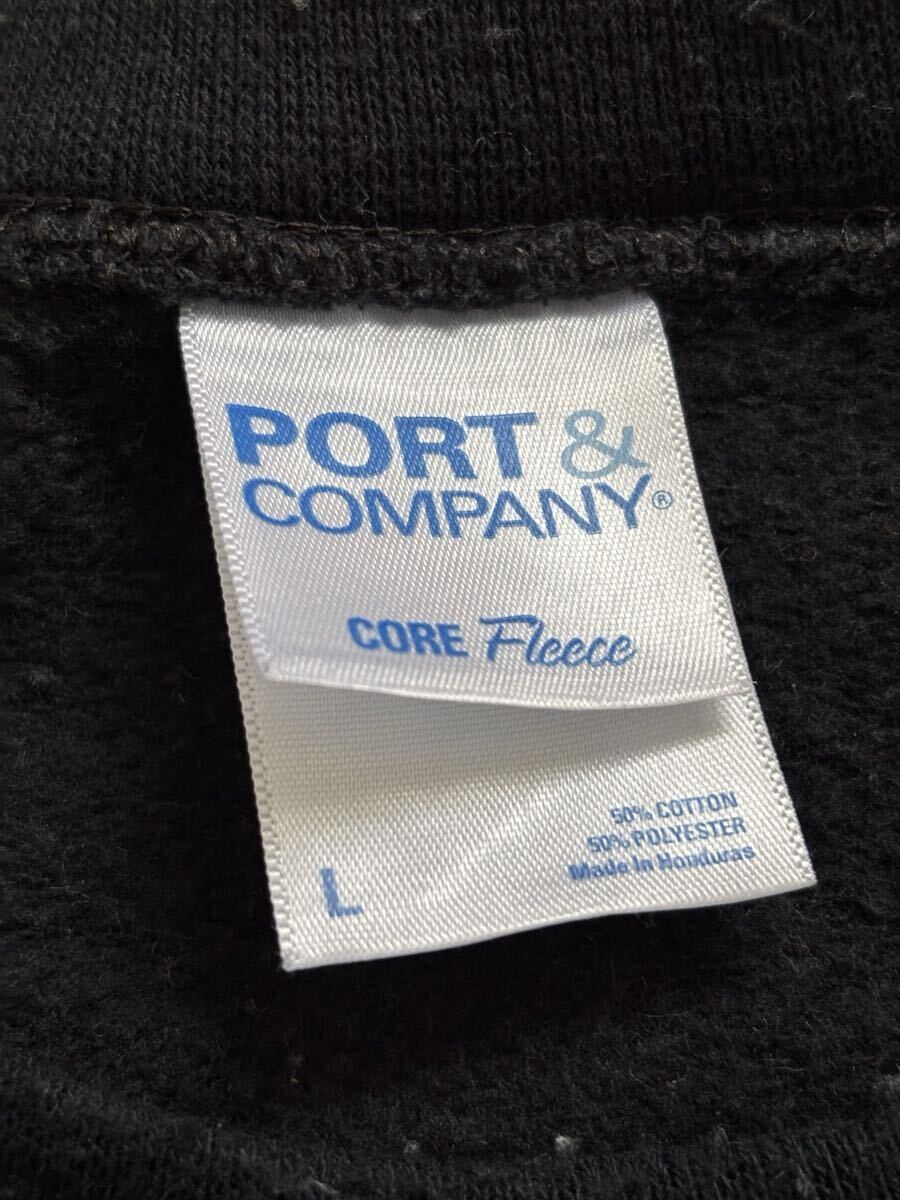 PORT &
COMPANY®
CORE Fleece
50% COTTON
50% POLYESTER
Made In Honduras
L